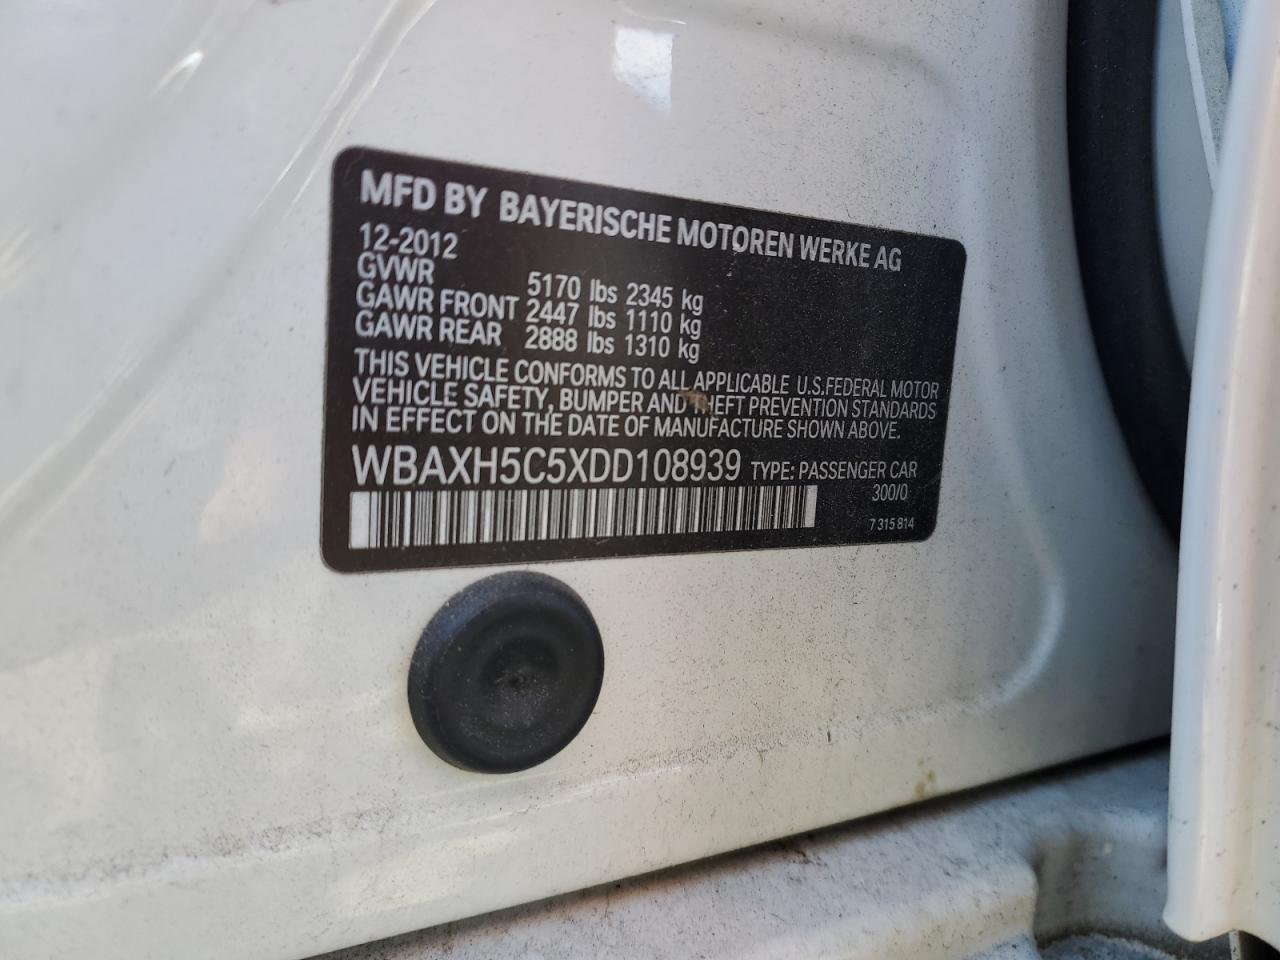 MFD BY BAYERISCHE MOTOREN WERKE AG
12-2012
GVWR 5170 lbs 2345 kg
GAWR FRONT 2447 lbs 1110 kg
GAWR REAR 2888 lbs 1310 kg
THIS VEHICLE CONFORMS TO ALL APPLICABLE U.S.FEDERAL MOTOR
VEHICLE SAFETY, BUMPER AND THEFT PREVENTION STANDARDS
IN EFFECT ON THE DATE OF MANUFACTURE SHOWN ABOVE.
WBAXH5C5XDD108939 TYPE: PASSENGER CAR
300/0
7 315 814